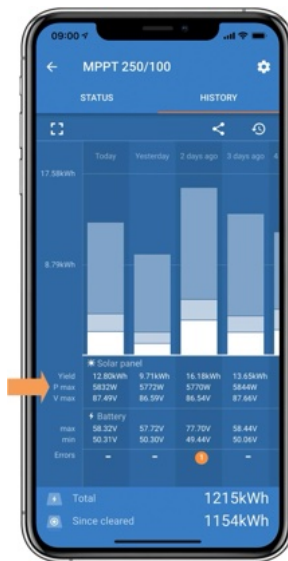 09:00
MPPT 250/100
STATUS HISTORY
Today Yesterday 2 days ago 3 days ago 4
17.58kWh
8.79kWh
Solar panel
Yield 12.80kWh 9.71kWh 16.18kWh 13.65kWh
P max 5832W 5772W 5770W 5844W
V max 87.49V 86.59V 86.54V 87.66V
Battery
max 58.32V 57.72V 77.70V 58.44V
min 50.31V 50.30V 49.44V 50.06V
Errors - - 1 -
Total 1215kWh
Since cleared 1154kWh